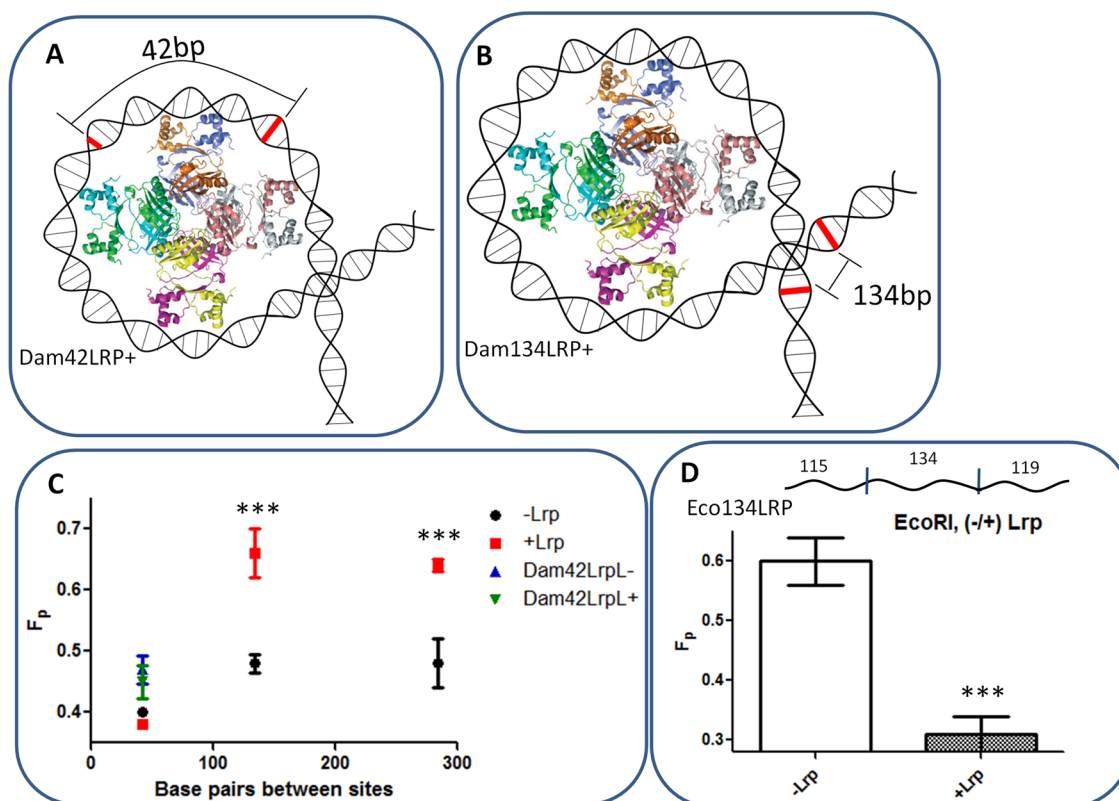 A
42bp
Dam42LRP+
B
134bp
Dam134LRP+
C
***
***
0.7
0.6
0.5
0.4
Fp
0
100
200
300
Base pairs between sites
-Lrp
+Lrp
Dam42LrpL-
Dam42LrpL+
D
115
134
119
Eco134LRP
EcoRI, (-/+) Lrp
0.6
0.5
0.4
0.3
Fp
***
-Lrp
+Lrp